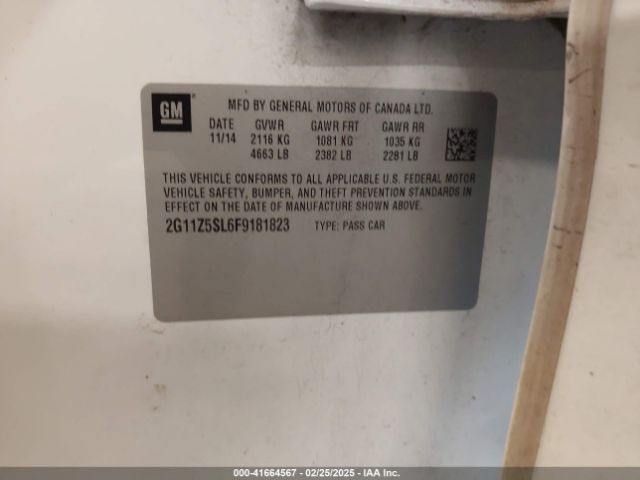 GM
MFD BY GENERAL MOTORS OF CANADA LTD.
DATE GVWR GAWR FRT GAWR RR
11/14 2116 KG 1081 KG 1035 KG
4663 LB 2382 LB 2281 LB
THIS VEHICLE CONFORMS TO ALL APPLICABLE U.S. FEDERAL MOTOR
VEHICLE SAFETY, BUMPER, AND THEFT PREVENTION STANDARDS IN
EFFECT ON THE DATE OF MANUFACTURE SHOWN ABOVE.
2G11Z5SL6F9181823 TYPE: PASS CAR
000-41664567 - 02/25/2025 - IAA Inc.